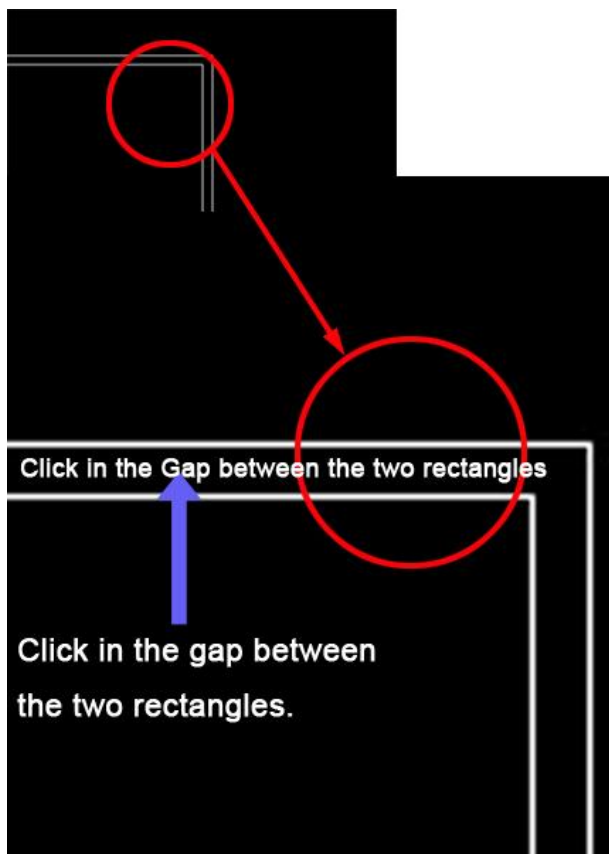 Click in the Gap between the two rectangles
Click in the gap between
the two rectangles.